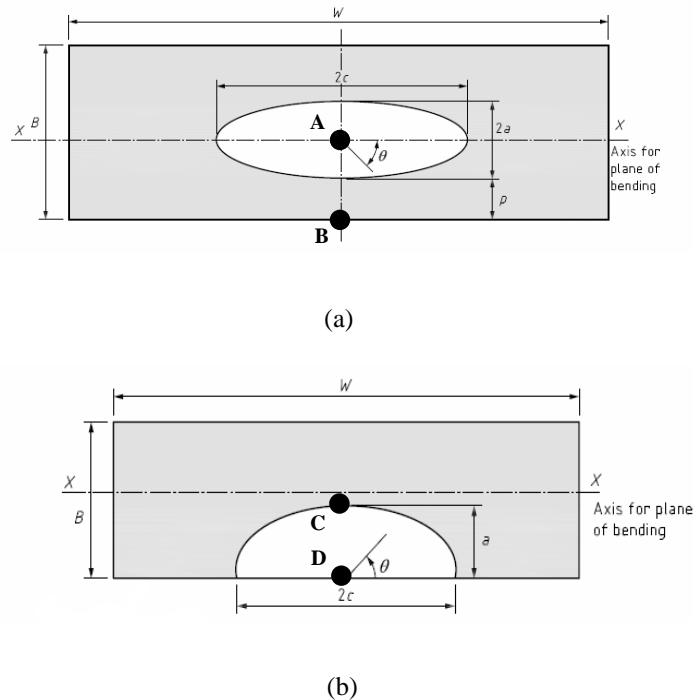 W
2c
A
X
B
2a
X
θ
Axis for
plane of
bending
p
B
(a)
W
X
X
C
B
Axis for plane
of bending
a
D
θ
2c
(b)